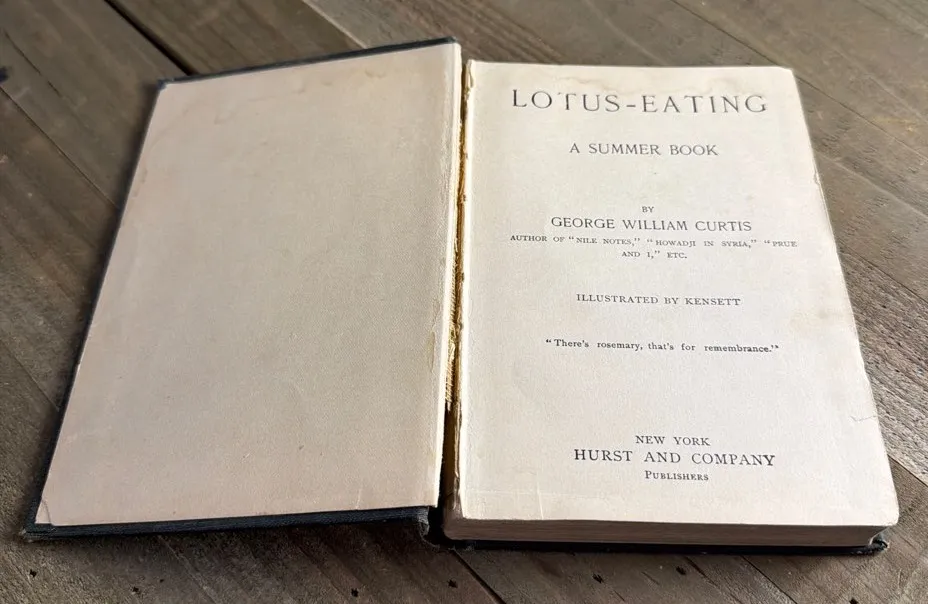 LOTUS-EATING
A SUMMER BOOK
BY
GEORGE WILLIAM CURTIS
AUTHOR OF "NILE NOTES," "HOWADJI IN SYRIA," "PRUE
AND I," ETC.
ILLUSTRATED BY KENSETT
"There's rosemary, that's for remembrance."
NEW YORK
HURST AND COMPANY
PUBLISHERS